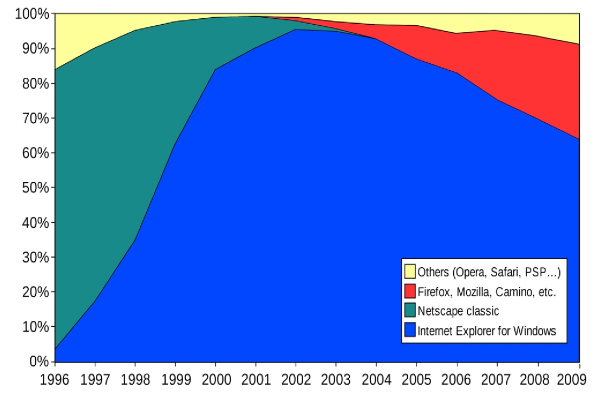 100%
90%
80%
70%
60%
50%
40%
30%
20%
10%
0%
Others (Opera, Safari, PSP...)
Firefox, Mozilla, Camino, etc.
Netscape classic
Internet Explorer for Windows
1996 1997 1998 1999 2000 2001 2002 2003 2004 2005 2006 2007 2008 2009